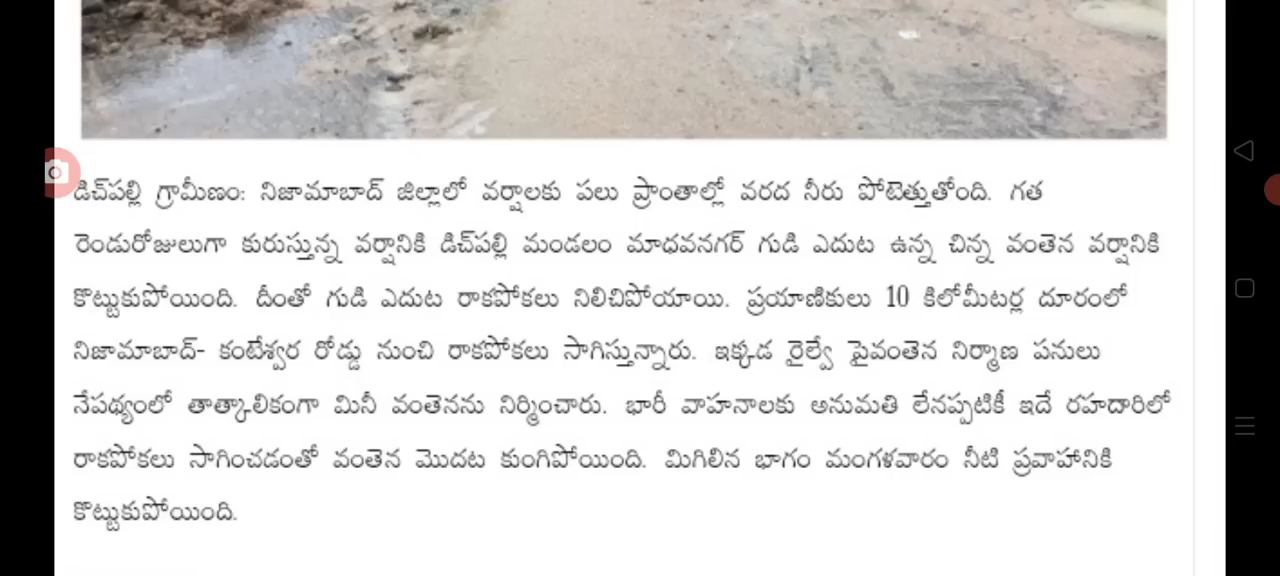 డిచ్‌పల్లి గ్రామీణం: నిజామాబాద్ జిల్లాలో వర్షాలకు పలు ప్రాంతాల్లో వరద నీరు పోటెత్తుతోంది. గత
రెండురోజులుగా కురుస్తున్న వర్షానికి డిచ్‌పల్లి మండలం మాధవనగర్ గుడి ఎదుట ఉన్న చిన్న వంతెన వర్షానికి
కొట్టుకుపోయింది. దీంతో గుడి ఎదుట రాకపోకలు నిలిచిపోయాయి. ప్రయాణికులు 10 కిలోమీటర్ల దూరంలో
నిజామాబాద్- కంటేశ్వర రోడ్డు నుంచి రాకపోకలు సాగిస్తున్నారు. ఇక్కడ రైల్వే పైవంతెన నిర్మాణ పనులు
నేపథ్యంలో తాత్కాలికంగా మినీ వంతెనను నిర్మించారు. భారీ వాహనాలకు అనుమతి లేనప్పటికీ ఇదే రహదారిలో
రాకపోకలు సాగించడంతో వంతెన మొదట కుంగిపోయింది. మిగిలిన భాగం మంగళవారం నీటి ప్రవాహానికి
కొట్టుకుపోయింది.